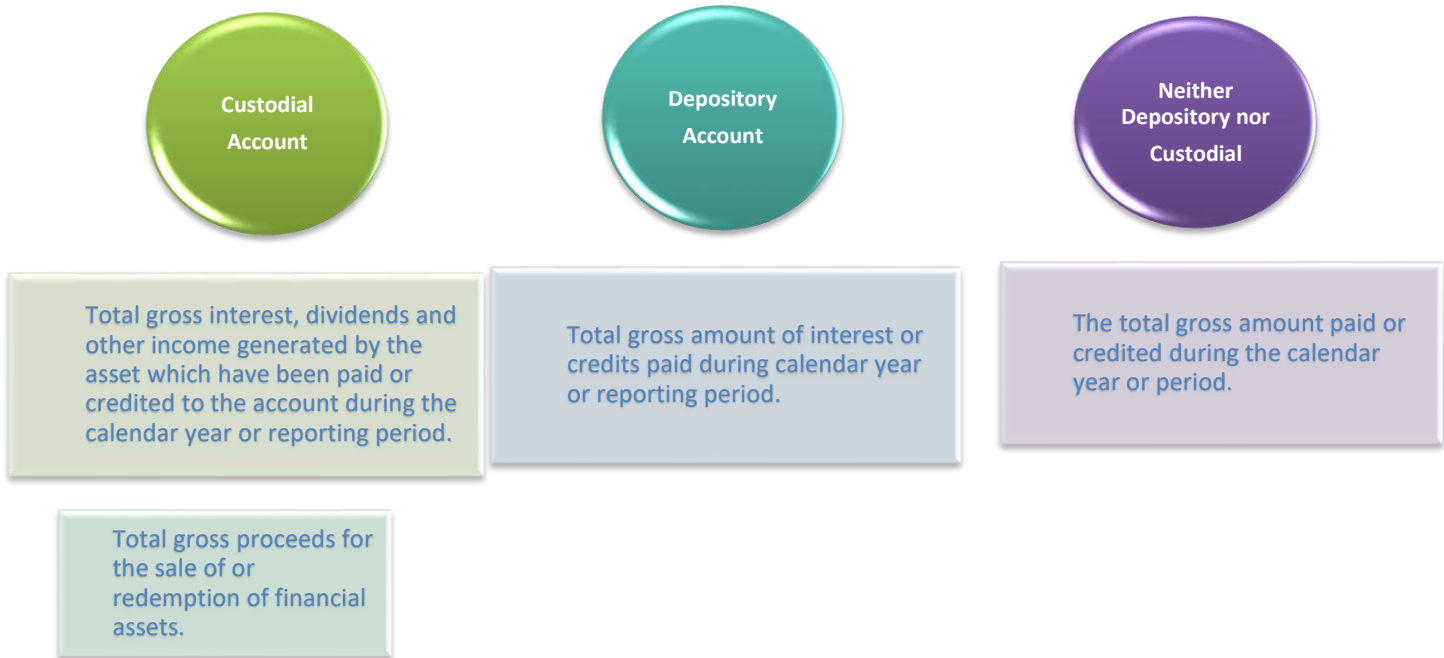 Custodial
Account
Depository
Account
Neither
Depository nor
Custodial
Total gross interest, dividends and
other income generated by the
asset which have been paid or
credited to the account during the
calendar year or reporting period.
Total gross amount of interest or
credits paid during calendar year
or reporting period.
The total gross amount paid or
credited during the calendar
year or period.
Total gross proceeds for
the sale of or
redemption of financial
assets.